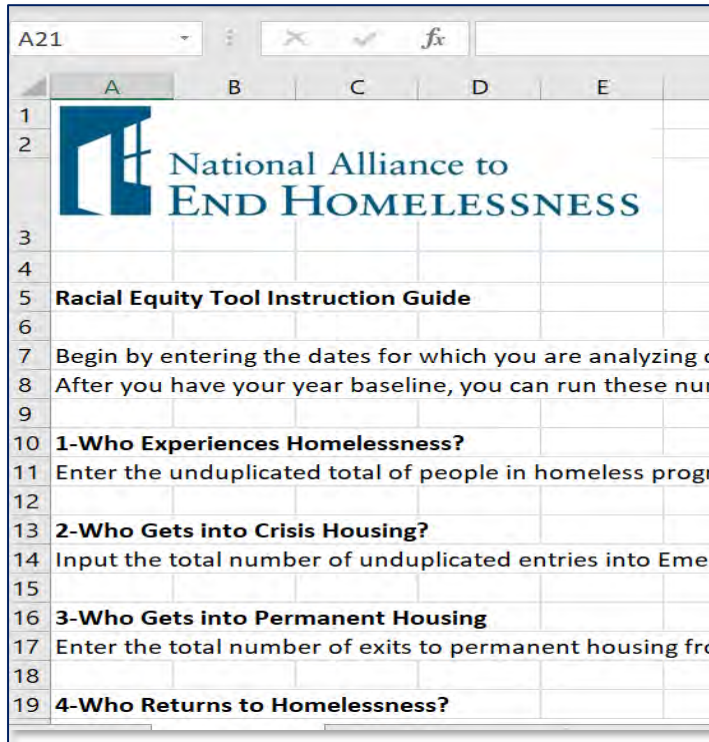 A21 fx
A B C D E
1
2
National Alliance to
END HOMELESSNESS
3
4
5 Racial Equity Tool Instruction Guide
6
7 Begin by entering the dates for which you are analyzing
8 After you have your year baseline, you can run these
9
10 1-Who Experiences Homelessness?
11 Enter the unduplicated total of people in homeless
12
13 2-Who Gets into Crisis Housing?
14 Input the total number of unduplicated entries into
15
16 3-Who Gets into Permanent Housing
17 Enter the total number of exits to permanent housing
18
19 4-Who Returns to Homelessness?